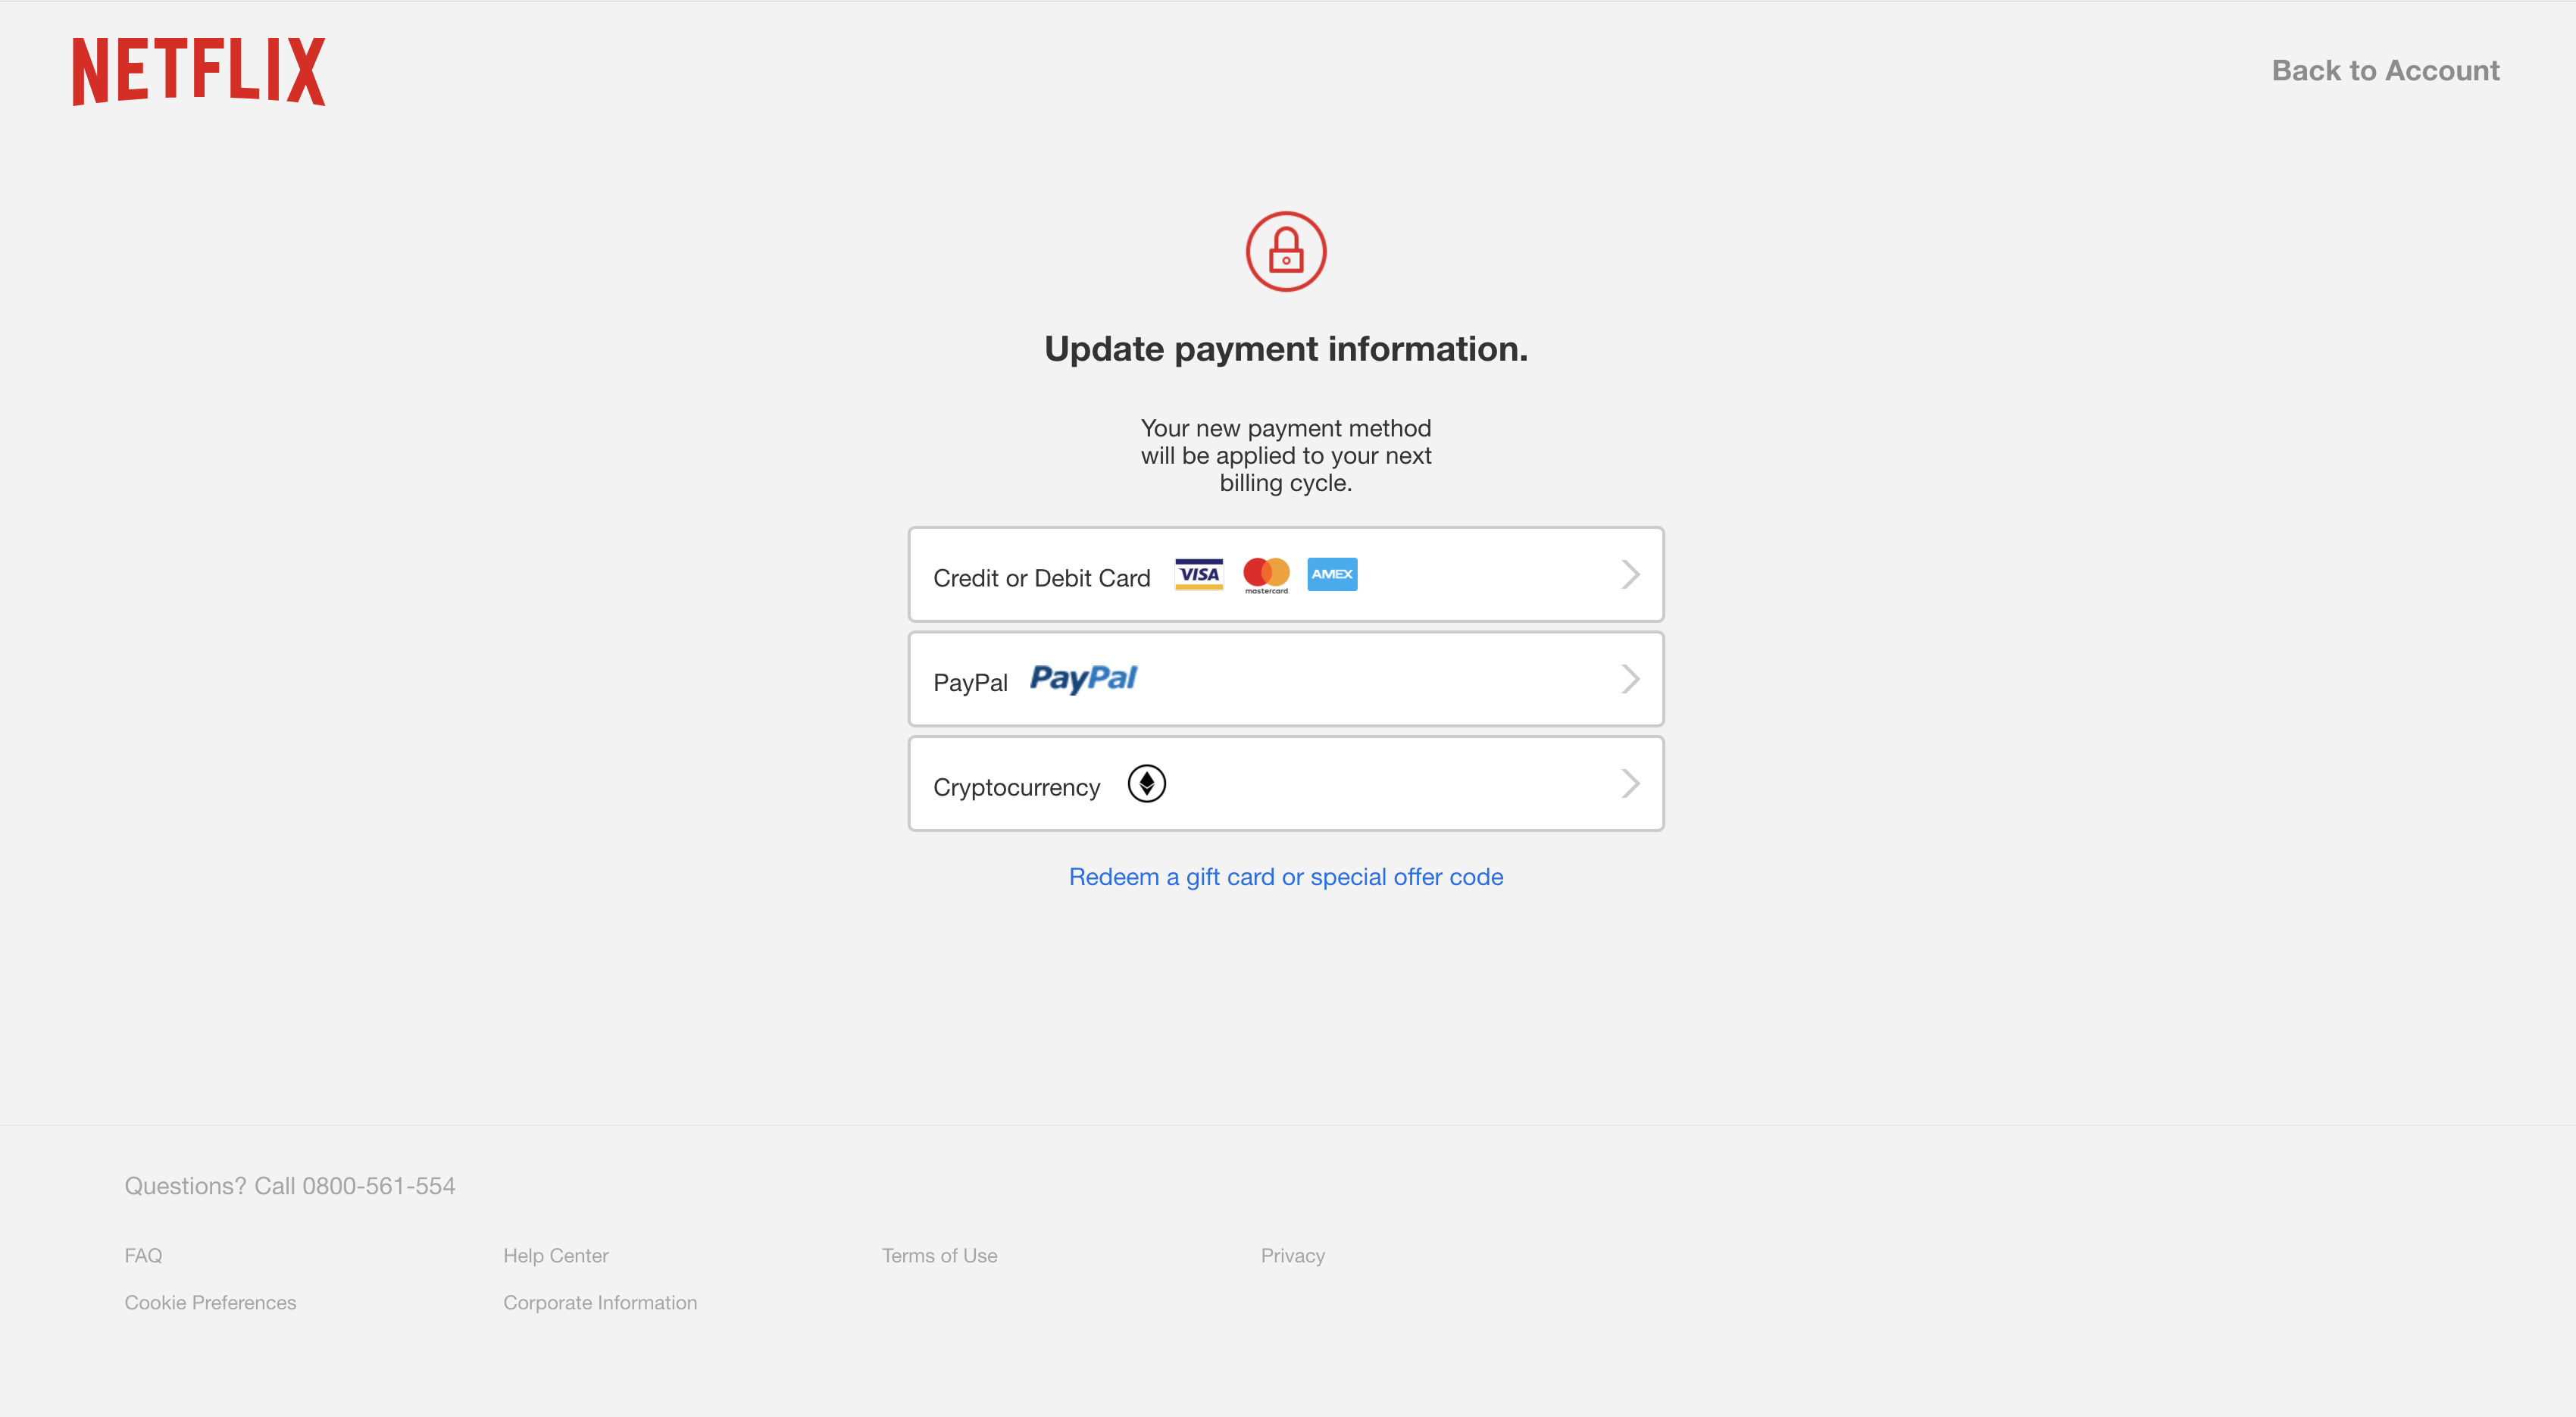 NETFLIX
Back to Account
Update payment information.
Your new payment method
will be applied to your next
billing cycle.
Credit or Debit Card VISA mastercard AMEX
PayPal PayPal
Cryptocurrency
Redeem a gift card or special offer code
Questions? Call 0800-561-554
FAQ Help Center Terms of Use Privacy
Cookie Preferences Corporate Information